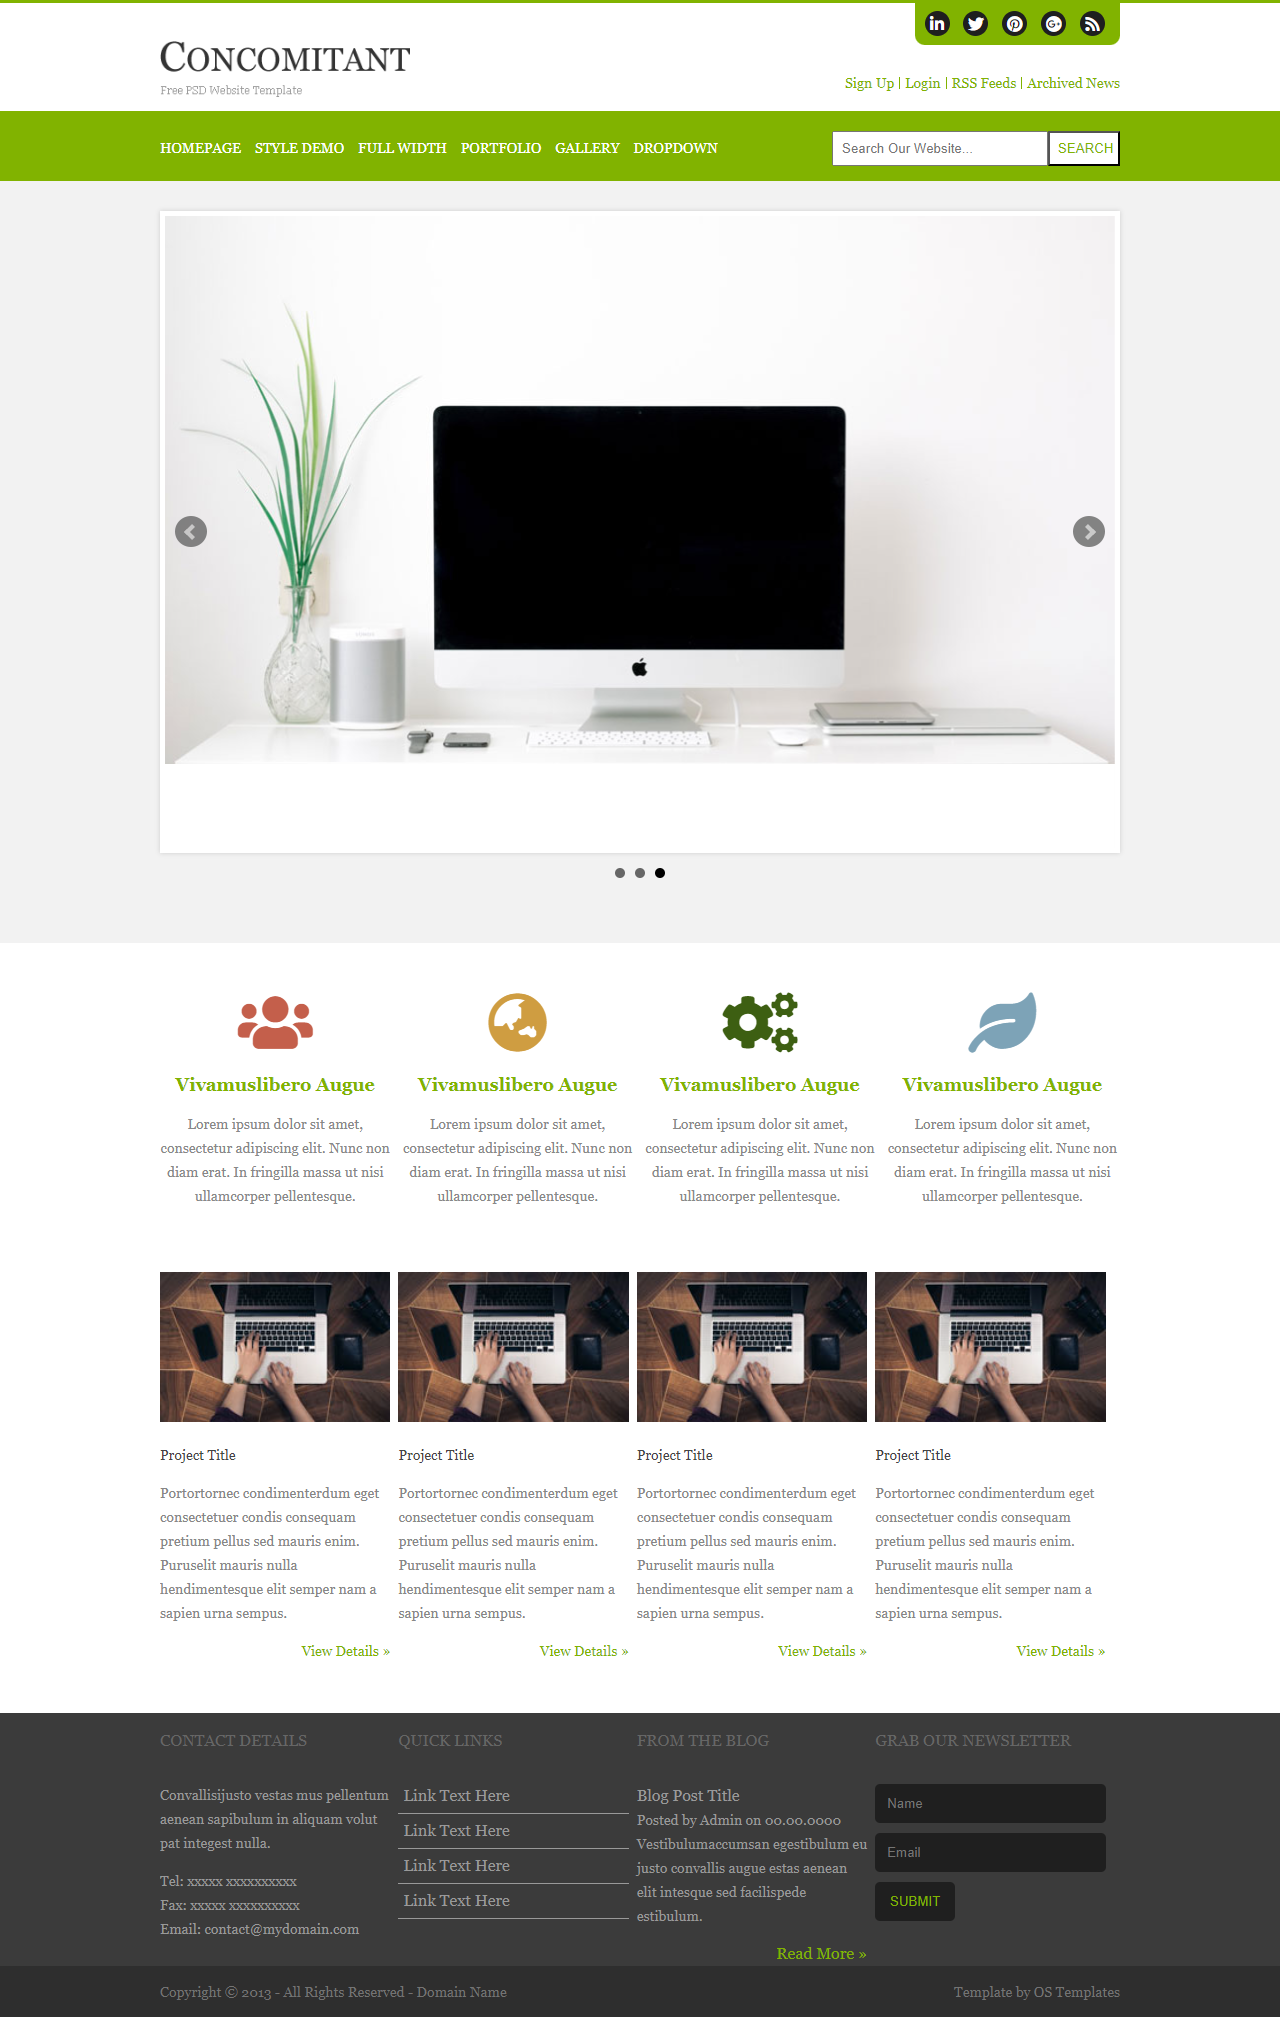 CONCOMITANT
Free PSD Website Template
Sign Up | Login | RSS Feeds | Archived News
HOMEPAGE STYLE DEMO FULL WIDTH PORTFOLIO GALLERY DROPDOWN
Search Our Website... SEARCH
Vivamuslibero Augue
Lorem ipsum dolor sit amet,
consectetur adipiscing elit. Nunc non
diam erat. In fringilla massa ut nisi
ullamcorper pellentesque.
Vivamuslibero Augue
Lorem ipsum dolor sit amet,
consectetur adipiscing elit. Nunc non
diam erat. In fringilla massa ut nisi
ullamcorper pellentesque.
Vivamuslibero Augue
Lorem ipsum dolor sit amet,
consectetur adipiscing elit. Nunc non
diam erat. In fringilla massa ut nisi
ullamcorper pellentesque.
Vivamuslibero Augue
Lorem ipsum dolor sit amet,
consectetur adipiscing elit. Nunc non
diam erat. In fringilla massa ut nisi
ullamcorper pellentesque.
Project Title
Portortornec condimenterdum eget
consectetuer condis consequam
pretium pellus sed mauris enim.
Puruselit mauris nulla
hendimentesque elit semper nam a
sapien urna sempus.
View Details »
Project Title
Portortornec condimenterdum eget
consectetuer condis consequam
pretium pellus sed mauris enim.
Puruselit mauris nulla
hendimentesque elit semper nam a
sapien urna sempus.
View Details »
Project Title
Portortornec condimenterdum eget
consectetuer condis consequam
pretium pellus sed mauris enim.
Puruselit mauris nulla
hendimentesque elit semper nam a
sapien urna sempus.
View Details »
Project Title
Portortornec condimenterdum eget
consectetuer condis consequam
pretium pellus sed mauris enim.
Puruselit mauris nulla
hendimentesque elit semper nam a
sapien urna sempus.
View Details »
CONTACT DETAILS
Convallisijusto vestas mus pellentum
aenean sapibulum in aliquam volut
pat integest nulla.
Tel: xxxxx xxxxxxxxxx
Fax: xxxxx xxxxxxxxxx
Email: contact@mydomain.com
QUICK LINKS
Link Text Here
Link Text Here
Link Text Here
Link Text Here
FROM THE BLOG
Blog Post Title
Posted by Admin on 00.00.0000
Vestibulumaccumsan egestibulum eu
justo convallis augue estas aenean
elit intesque sed facilispede
estibulum.
Read More »
GRAB OUR NEWSLETTER
Name
Email
SUBMIT
Copyright © 2013 - All Rights Reserved - Domain Name
Template by OS Templates